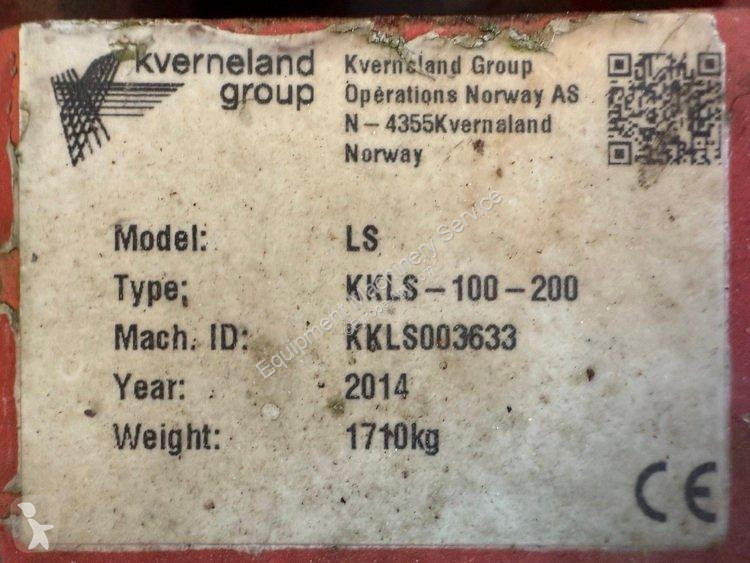 kverneland
group
Kverneland Group
Operations Norway AS
N-4355Kvernaland
Norway
Model: LS
Type: KKLS-100-200
Mach. ID: KKLS003633
Year: 2014
Weight: 1710kg
CE
Equipment Machinery Service